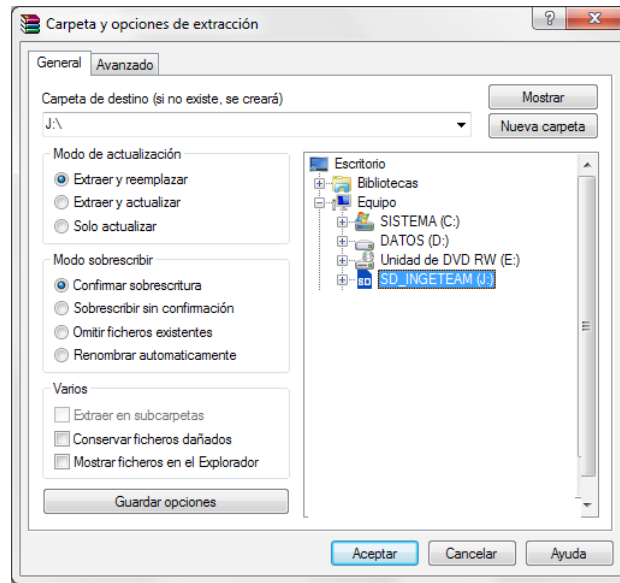 Carpeta y opciones de extracción
?
X
General
Avanzado
Carpeta de destino (si no existe, se creará)
Mostrar
J:\
Nueva carpeta
Modo de actualización
Extraer y reemplazar
Extraer y actualizar
Solo actualizar
Modo sobrescribir
Confirmar sobrescritura
Sobrescribir sin confirmación
Omitir ficheros existentes
Renombrar automaticamente
Varios
Extraer en subcarpetas
Conservar ficheros dañados
Mostrar ficheros en el Explorador
Guardar opciones
Escritorio
Bibliotecas
Equipo
SISTEMA (C:)
DATOS (D:)
Unidad de DVD RW (E:)
SD SD_INGETEAM (J:)
Aceptar
Cancelar
Ayuda